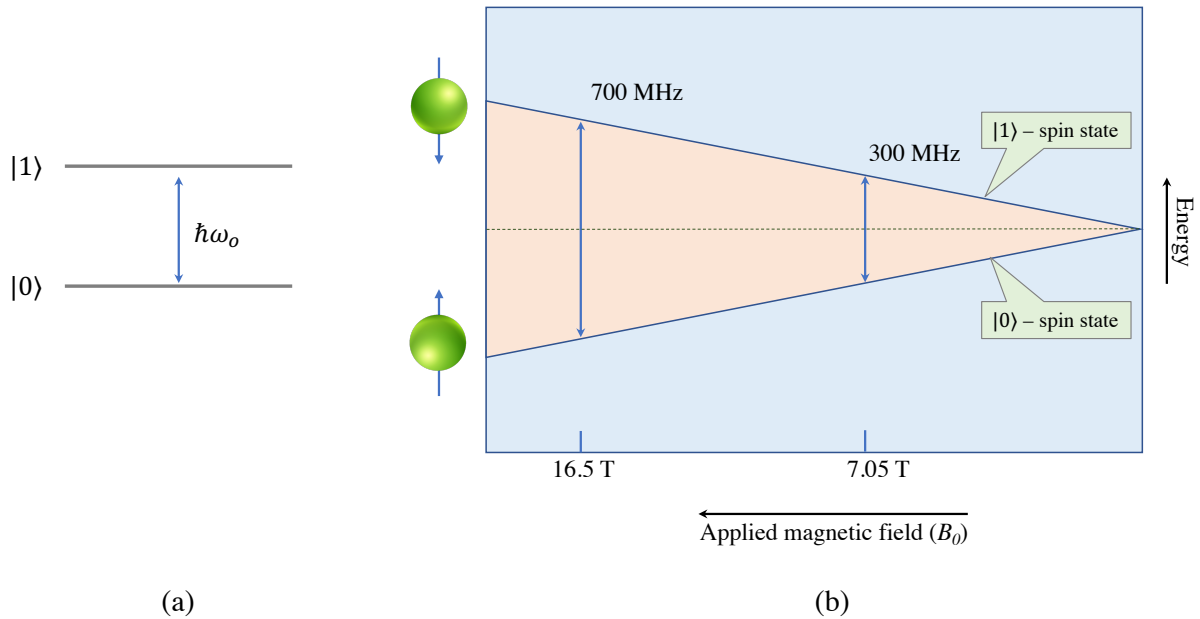 |1⟩
ℏω₀
|0⟩
(a)
700 MHz
300 MHz
|1⟩ – spin state
|0⟩ – spin state
Energy
16.5 T
7.05 T
Applied magnetic field (B₀)
(b)